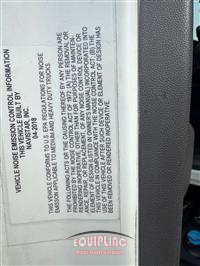 VEHICLE NOISE EMISSION CONTROL INFORMATION
THIS VEHICLE BUILT BY
NAVISTAR, INC.
04-2018
THIS VEHICLE CONFORMS TO U.S. EPA REGULATIONS FOR NOISE
EMISSION APPLICABLE TO MEDIUM AND HEAVY DUTY TRUCKS.
THE FOLLOWING ACTS OR THE CAUSING THEREOF BY ANY PERSON ARE
PROHIBITED BY THE NOISE CONTROL ACT OF 1972: (A) THE REMOVAL OR
RENDERING INOPERATIVE, OTHER THAN FOR PURPOSES OF MAINTEN-
ANCE, REPAIR, OR REPLACEMENT, OF ANY NOISE CONTROL DEVICE OR
ELEMENT OF DESIGN (LISTED IN OWNER'S MANUAL) INCORPORATED INTO
THIS VEHICLE IN COMPLIANCE WITH THE NOISE CONTROL ACT; (B) THE
USE OF THIS VEHICLE AFTER SUCH DEVICE OR ELEMENT OF DESIGN HAS
BEEN REMOVED OR RENDERED INOPERATIVE.
EQUIPLINC
AUCTION GROUP